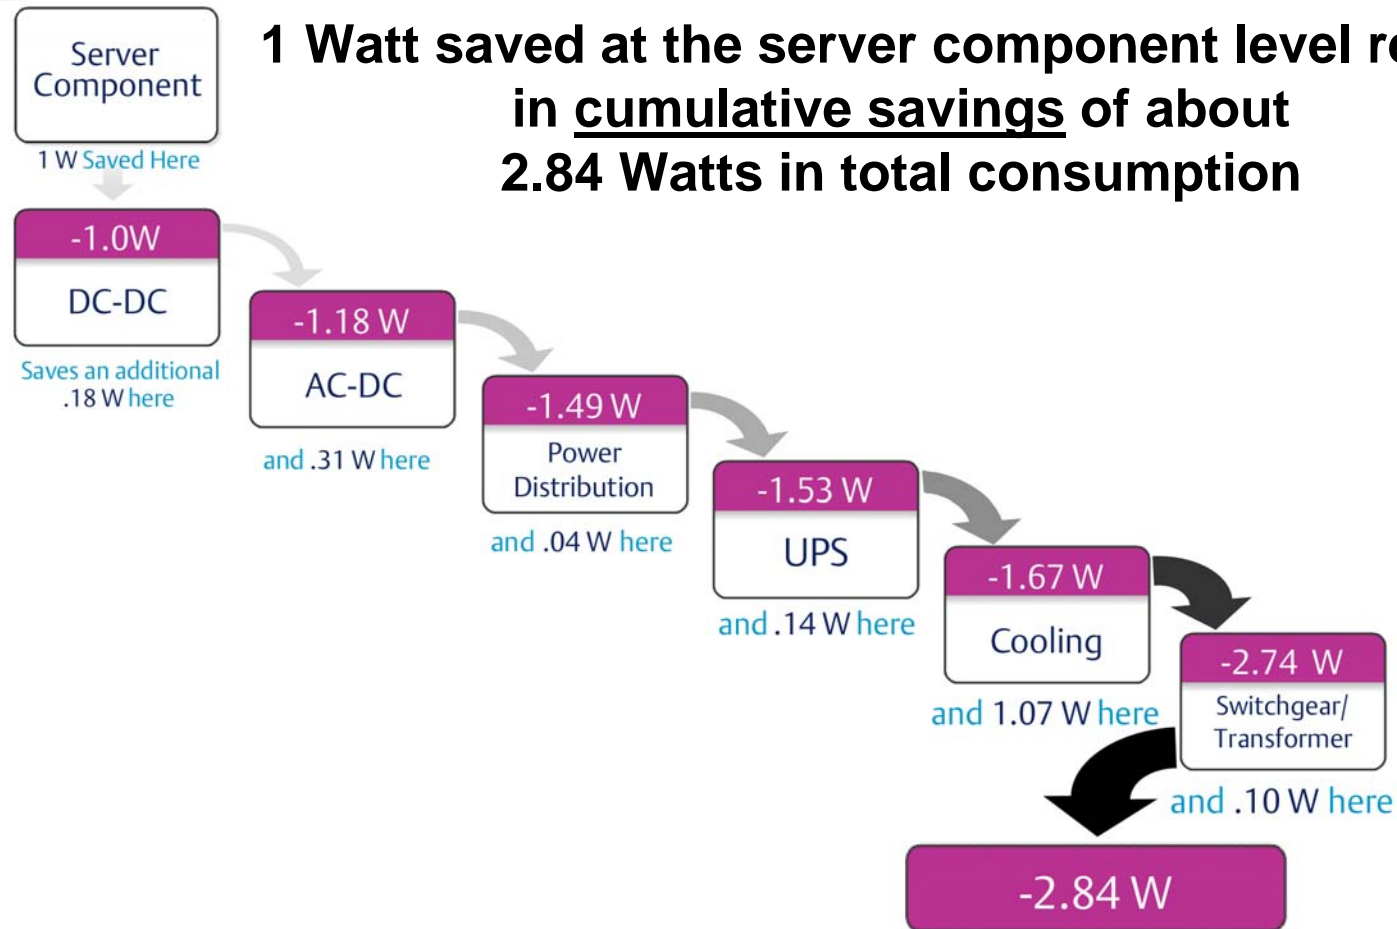 1 Watt saved at the server component level
in cumulative savings of about
2.84 Watts in total consumption
Server
Component
1 W Saved Here
-1.0W
DC-DC
Saves an additional
.18 W here
-1.18 W
AC-DC
and .31 W here
-1.49 W
Power
Distribution
and .04 W here
-1.53 W
UPS
and .14 W here
-1.67 W
Cooling
and 1.07 W here
-2.74 W
Switchgear/
Transformer
and .10 W here
-2.84 W